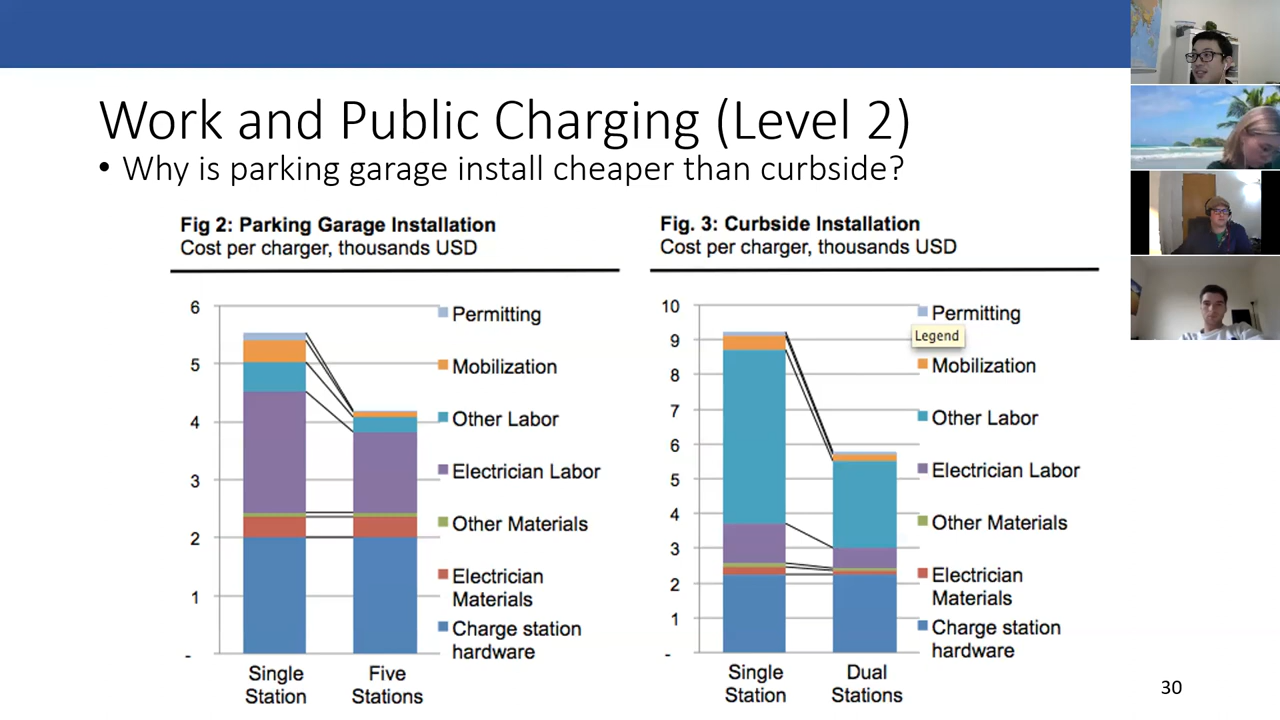 Work and Public Charging (Level 2)
• Why is parking garage install cheaper than curbside?
Fig 2: Parking Garage Installation
Cost per charger, thousands USD
6
5
4
3
2
1
-
Permitting
Mobilization
Other Labor
Electrician Labor
Other Materials
Electrician
Materials
Charge station
hardware
Single
Station
Five
Stations
Fig. 3: Curbside Installation
Cost per charger, thousands USD
10
9
8
7
6
5
4
3
2
1
-
Permitting
Legend
Mobilization
Other Labor
Electrician Labor
Other Materials
Electrician
Materials
Charge station
hardware
Single
Station
Dual
Stations
30